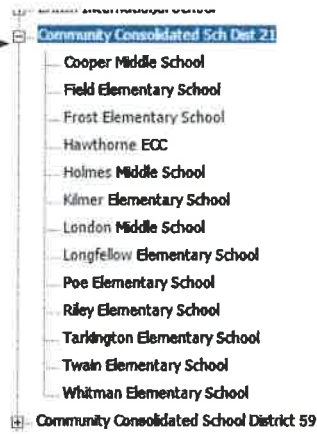 International School
Community Consolidated Sch Dist 21
Cooper Middle School
Field Elementary School
Frost Elementary School
Hawthorne ECC
Holmes Middle School
Kilmer Elementary School
London Middle School
Longfellow Elementary School
Poe Elementary School
Riley Elementary School
Tarkington Elementary School
Twain Elementary School
Whitman Elementary School
Community Consolidated School District 59